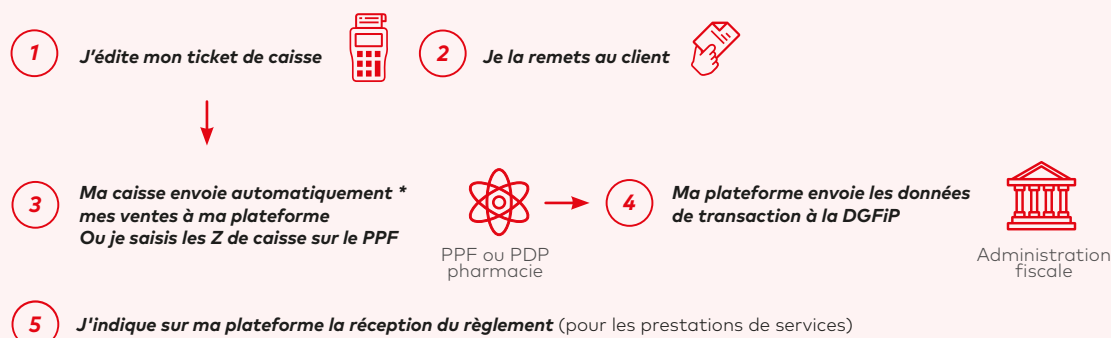 1 J'édite mon ticket de caisse
2 Je la remets au client
3 Ma caisse envoie automatiquement *
mes ventes à ma plateforme
Ou je saisis les Z de caisse sur le PPF
PPF ou PDP
pharmacie
4 Ma plateforme envoie les données
de transaction à la DGFiP
Administration
fiscale
5 J'indique sur ma plateforme la réception du règlement (pour les prestations de services)